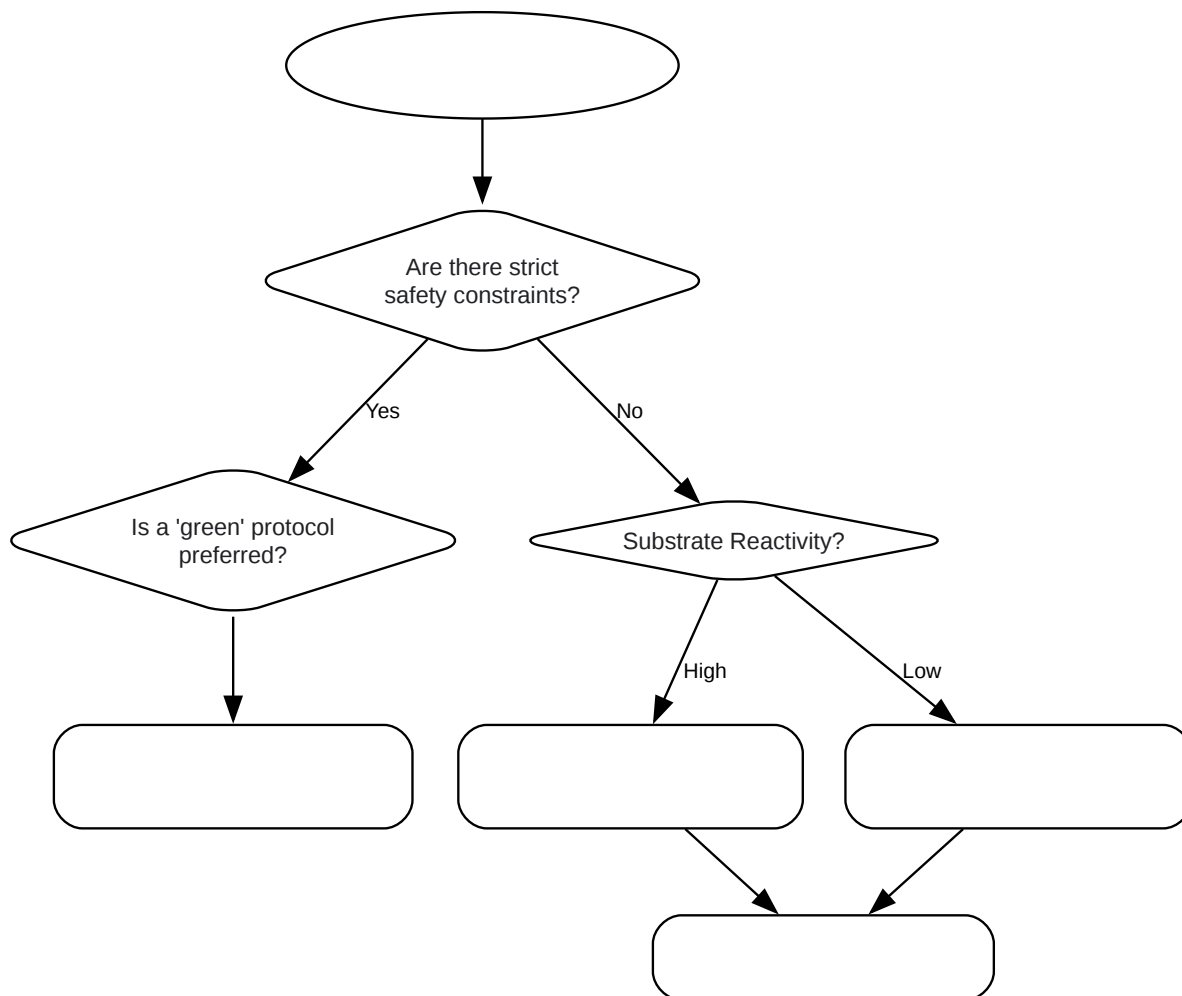 Are there strict
safety constraints?
Yes
No
Is a 'green' protocol
preferred?
Substrate Reactivity?
High
Low